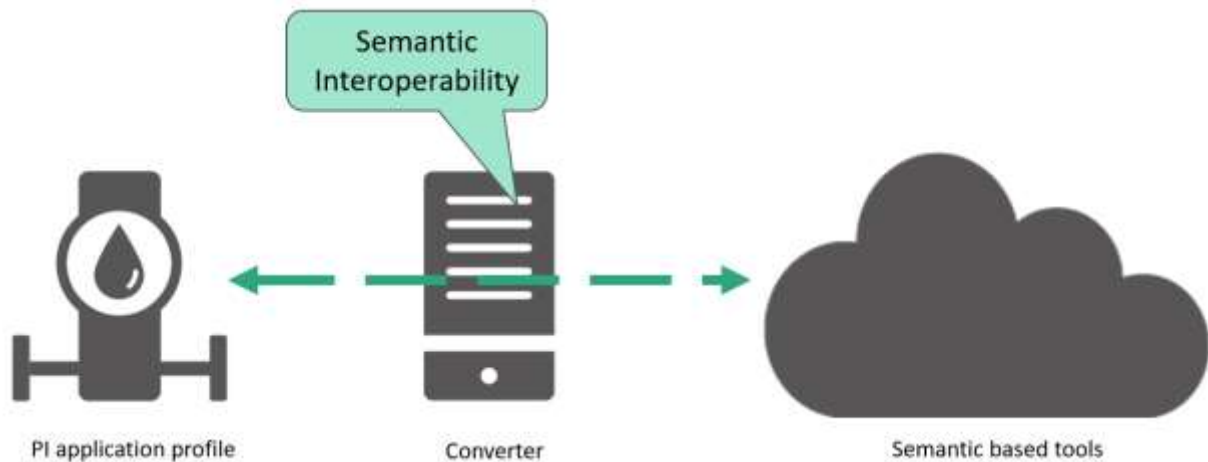 Semantic
Interoperability
PI application profile
Converter
Semantic based tools